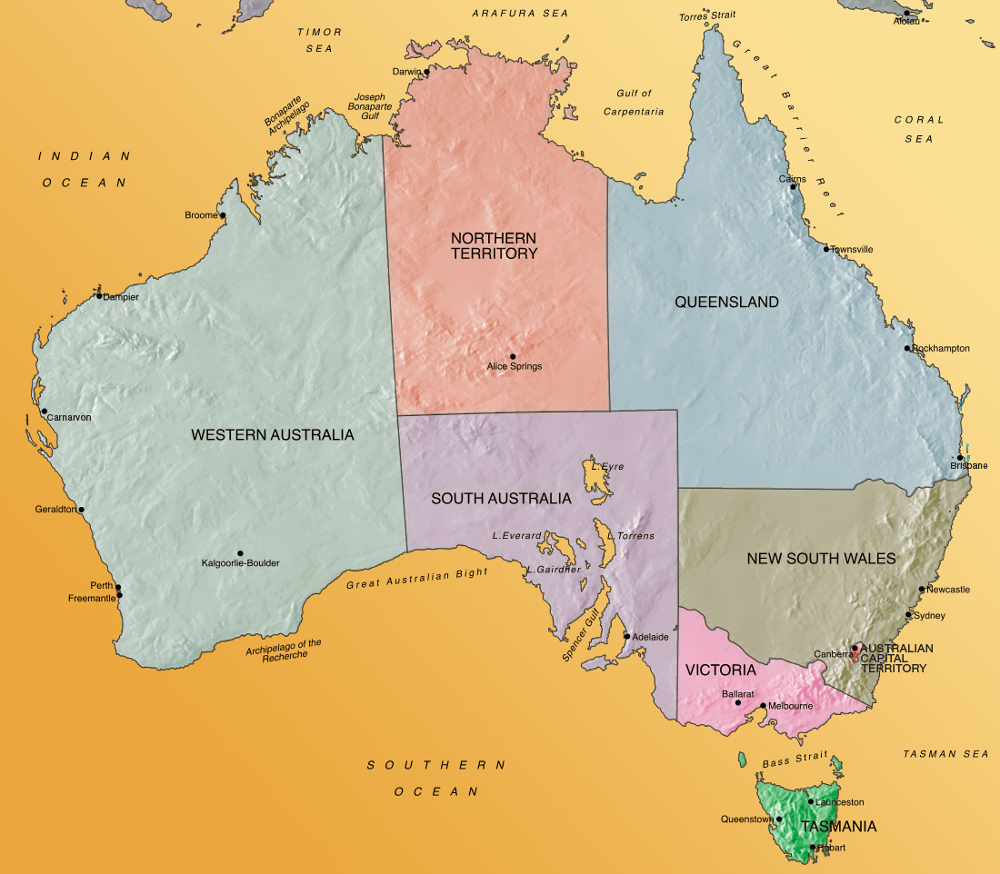 ARAFURA SEA
Torres Strait
Alotau
TIMOR
SEA
Darwin
Joseph
Bonaparte
Gulf
Bonaparte
Archipelago
Gulf of
Carpentaria
Great Barrier Reef
CORAL
SEA
INDIAN
OCEAN
Cairns
Broome
NORTHERN
TERRITORY
Townsville
Dampier
QUEENSLAND
Rockhampton
Alice Springs
Carnarvon
WESTERN AUSTRALIA
L.Eyre
Brisbane
SOUTH AUSTRALIA
Geraldton
L.Everard
L.Torrens
Kalgoorlie-Boulder
L.Gairdner
NEW SOUTH WALES
Great Australian Bight
Perth
Freemantle
Newcastle
Sydney
Spencer Gulf
Adelaide
Archipelago of the
Recherche
Canberra
AUSTRALIAN
CAPITAL
TERRITORY
VICTORIA
Ballarat
Melbourne
SOUTHERN
OCEAN
Bass Strait
TASMAN SEA
Launceston
Queenstown
TASMANIA
Hobart